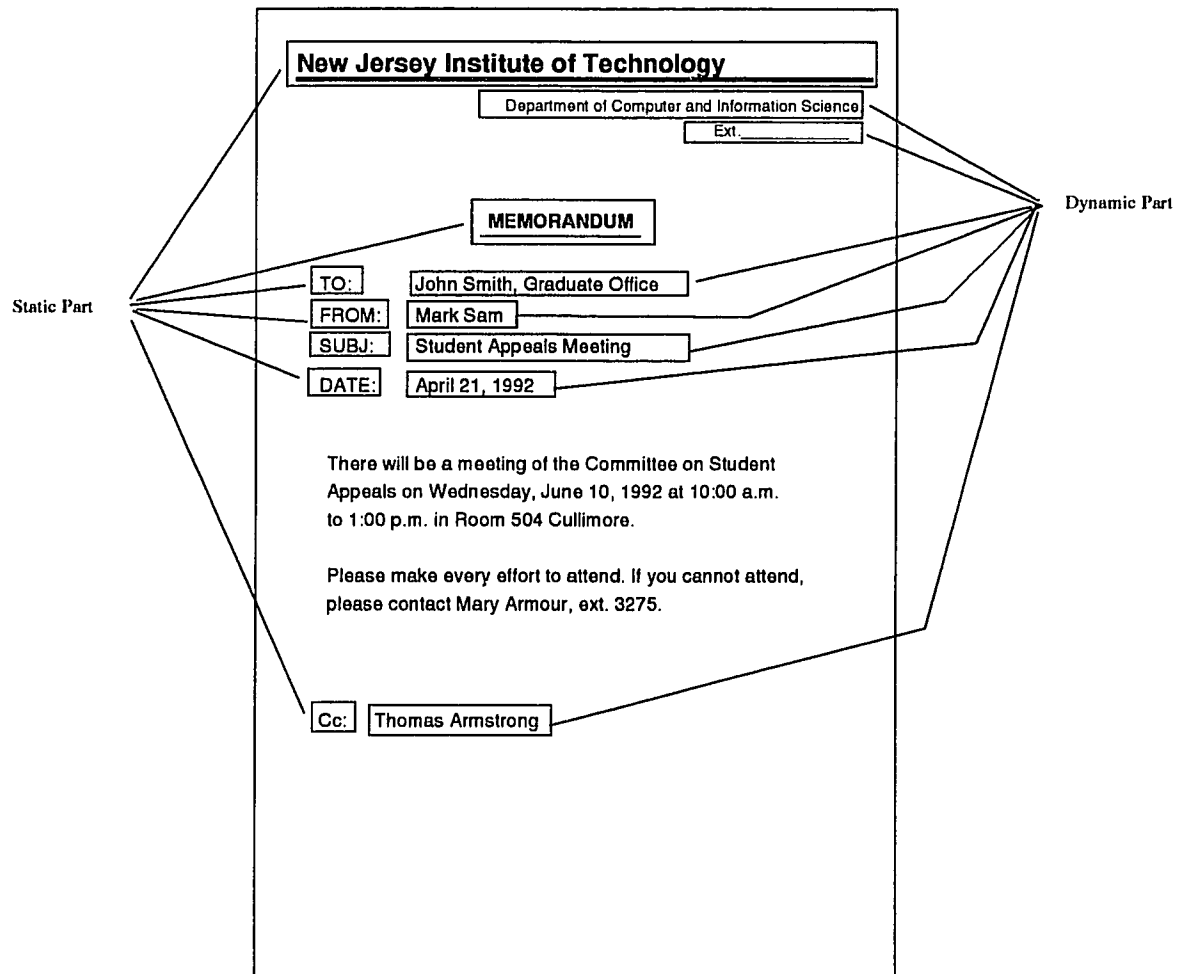 New Jersey Institute of Technology
Department of Computer and Information Science
Ext.____________
Dynamic Part
MEMORANDUM
Static Part
TO: John Smith, Graduate Office
FROM: Mark Sam
SUBJ: Student Appeals Meeting
DATE: April 21, 1992
There will be a meeting of the Committee on Student
Appeals on Wednesday, June 10, 1992 at 10:00 a.m.
to 1:00 p.m. in Room 504 Cullimore.
Please make every effort to attend. If you cannot attend,
please contact Mary Armour, ext. 3275.
Cc: Thomas Armstrong